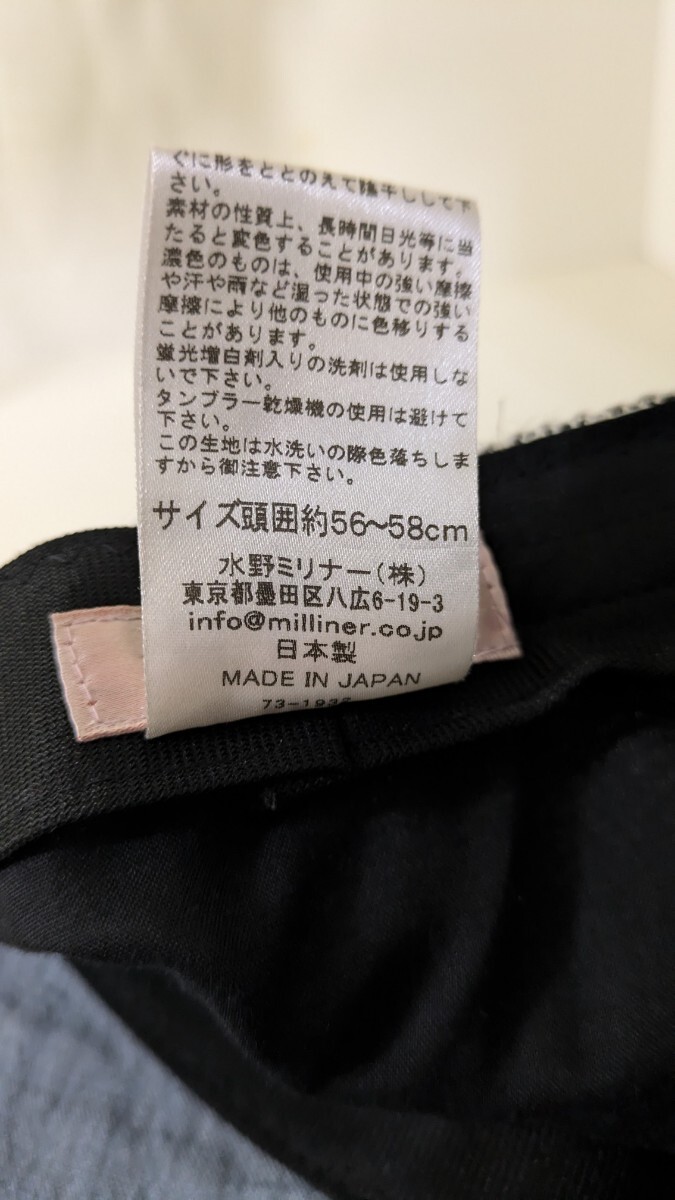 ぐに形をととのえて陰干しして下
さい。
素材の性質上、長時間日光等に当
たると変色することがあります。
濃色のものは、使用中の強い摩擦
や汗や雨など湿った状態での強い
摩擦により他のものに色移りする
ことがあります。
蛍光増白剤入りの洗剤は使用しな
いで下さい。
タンブラー乾燥機の使用は避けて
下さい。
この生地は水洗いの際色落ちしま
すから御注意下さい。
サイズ頭囲約56～58cm
水野ミリナー(株)
東京都墨田区八広6-19-3
info@milliner.co.jp
日本製
MADE IN JAPAN